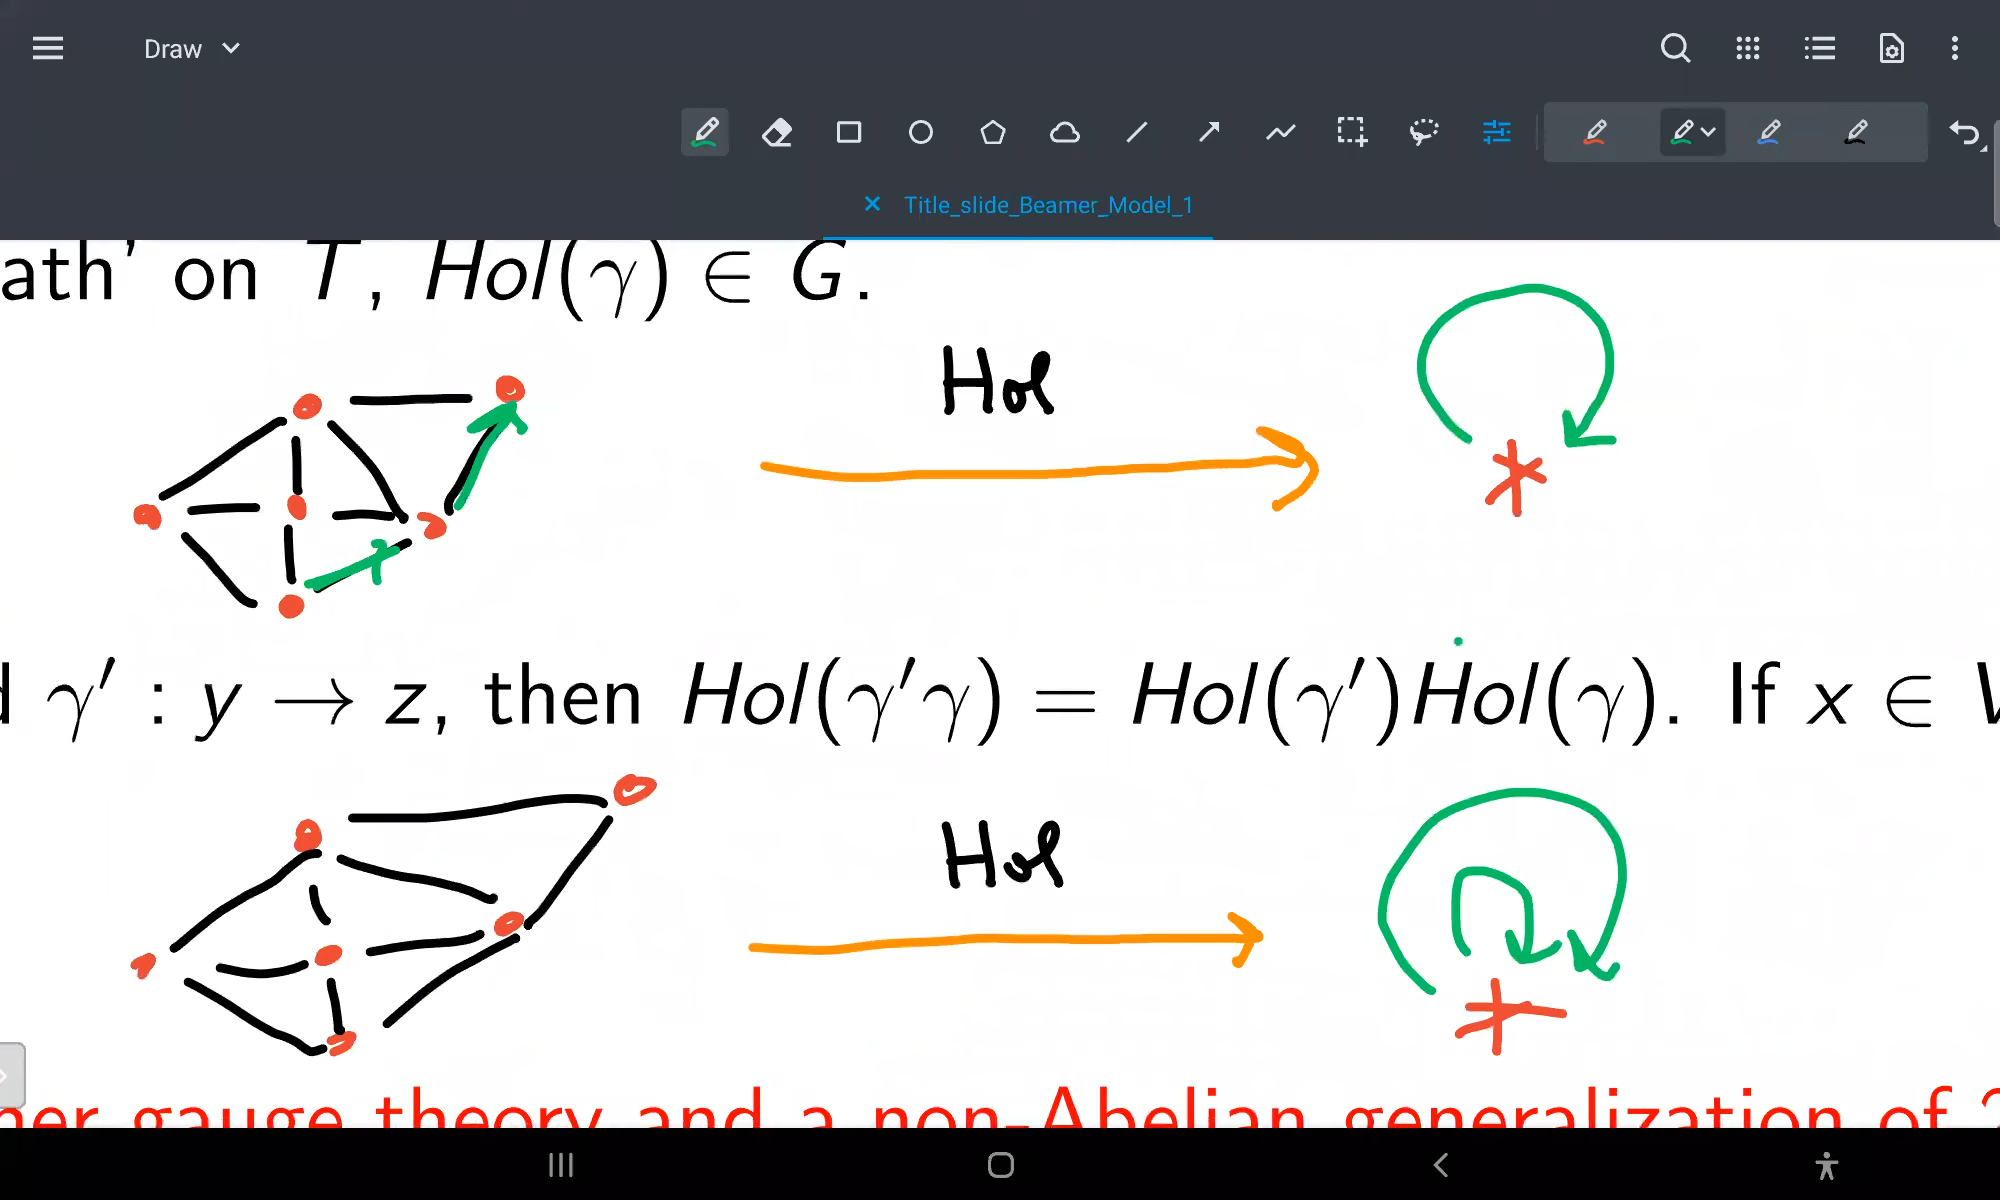 Draw
Title_slide_Beamer_Model_1
ath' on T, Hol(γ) ∈ G.
Hol
γ′ : y → z, then Hol(γ′γ) = Hol(γ′)Hol(γ). If x ∈
Hol
her gauge theory and a non-Abelian generalization of